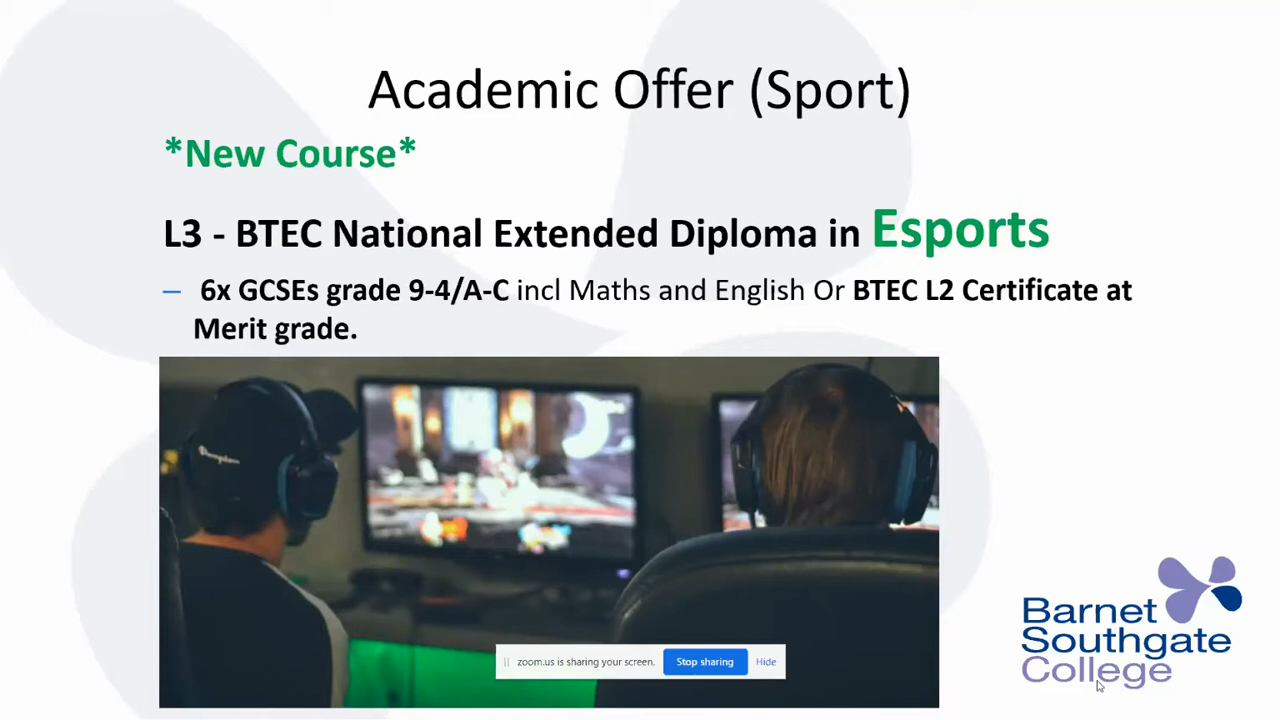 Academic Offer (Sport)
*New Course*
L3 - BTEC National Extended Diploma in Esports
– 6x GCSEs grade 9-4/A-C incl Maths and English Or BTEC L2 Certificate at
Merit grade.
Champion
zoom.us is sharing your screen. Stop sharing Hide
Barnet
Southgate
College